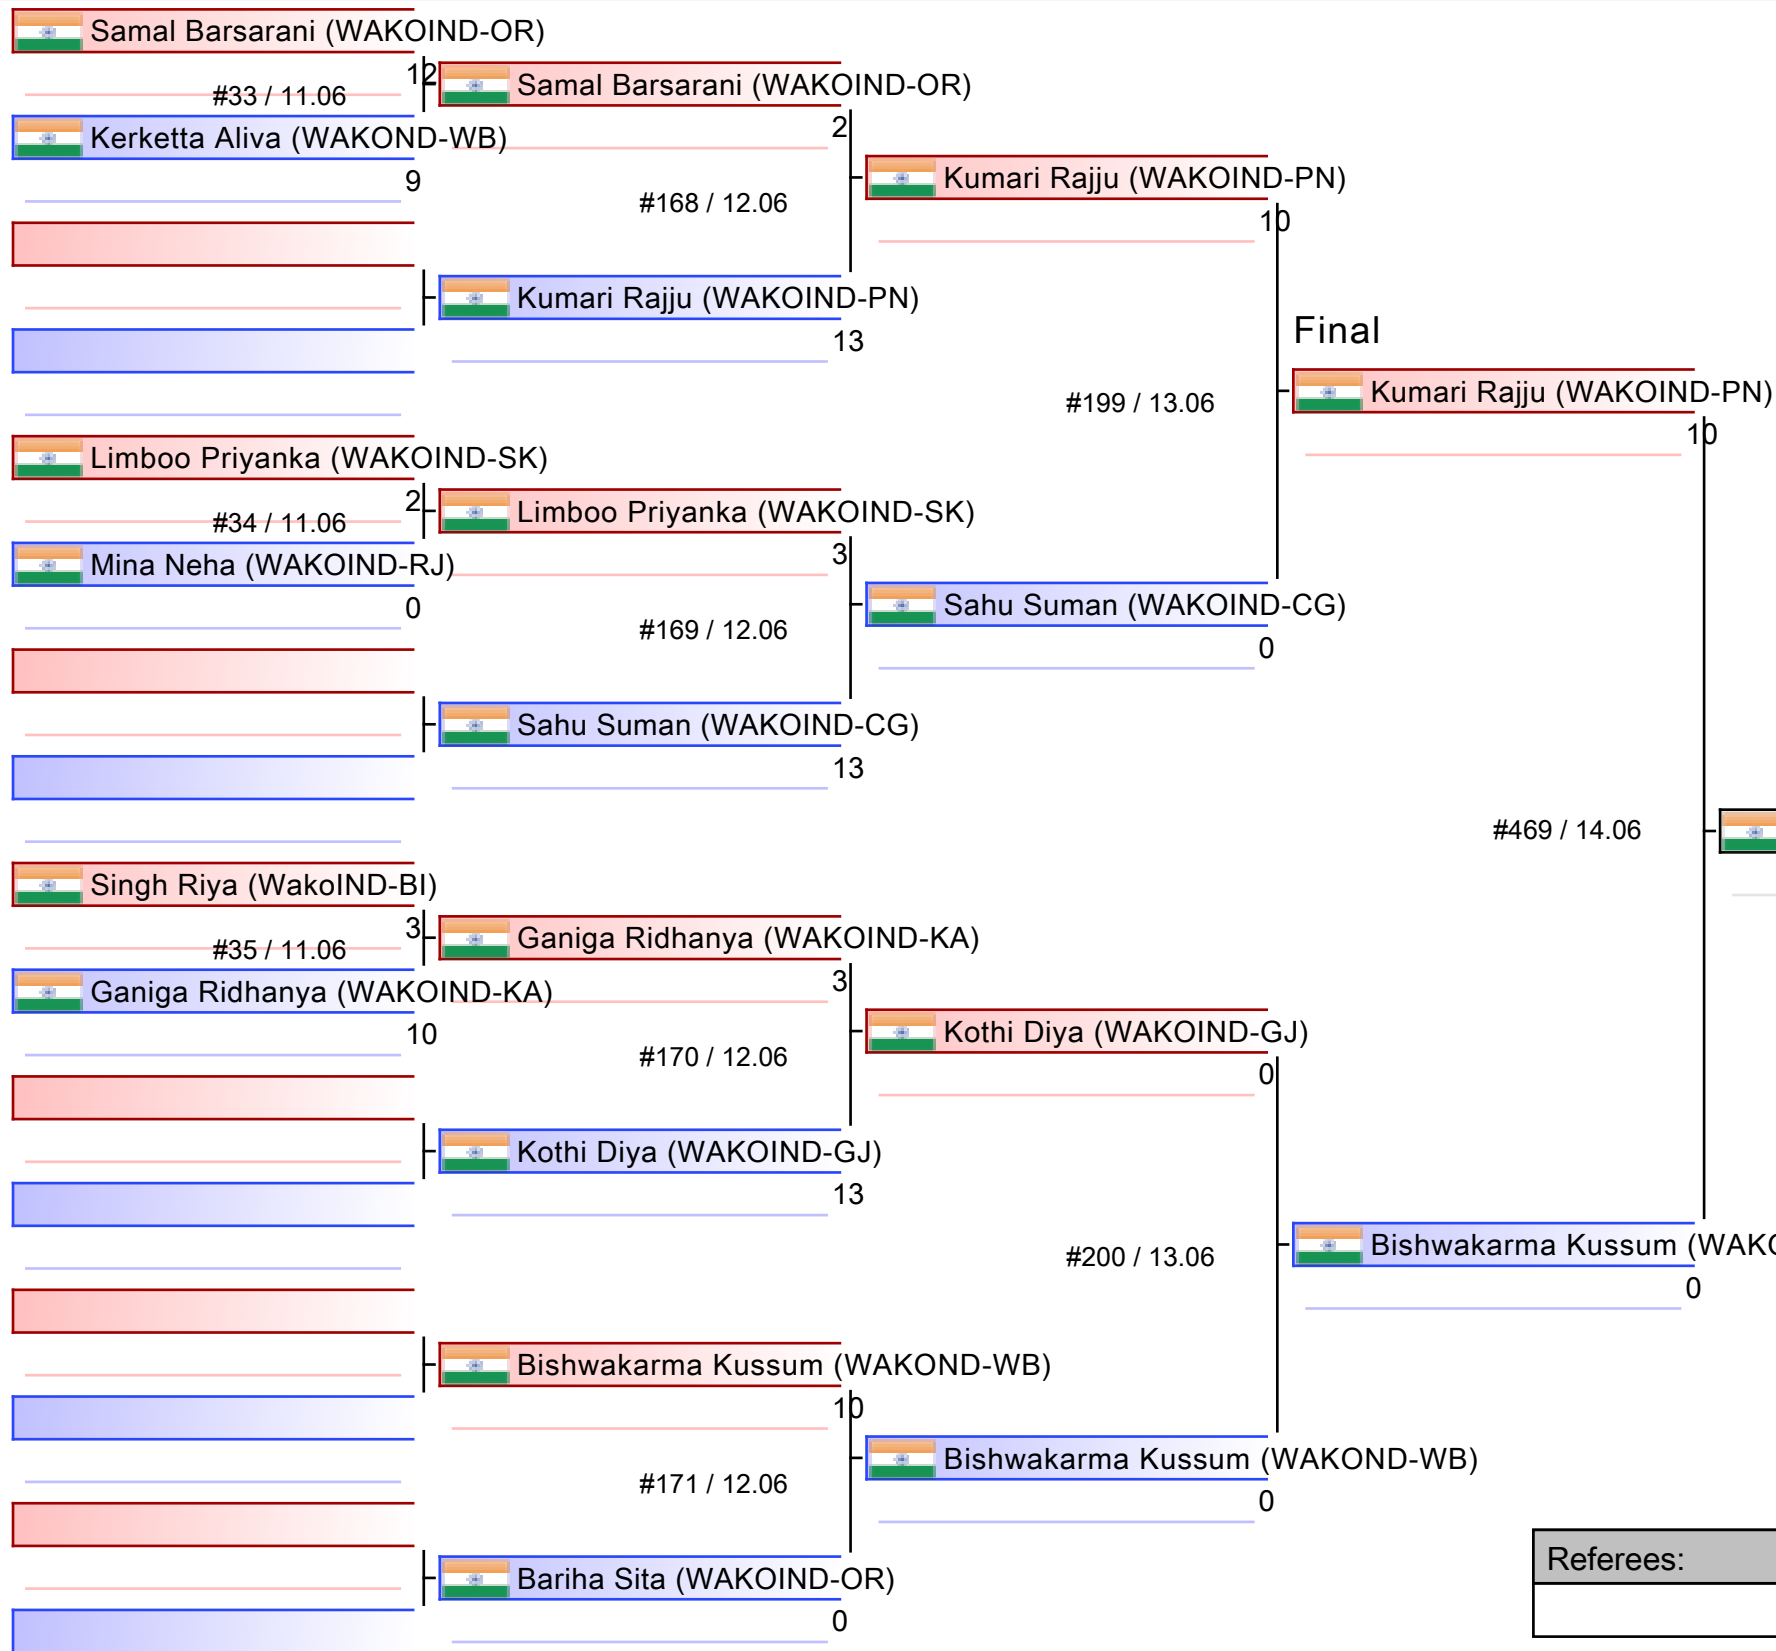 Samal Barsarani (WAKOIND-OR)
12
#33 / 11.06
Kerketta Aliva (WAKOND-WB)
9
Limboo Priyanka (WAKOIND-SK)
2
#34 / 11.06
Mina Neha (WAKOIND-RJ)
0
Singh Riya (WakoIND-BI)
3
#35 / 11.06
Ganiga Ridhanya (WAKOIND-KA)
10
Samal Barsarani (WAKOIND-OR)
2
#168 / 12.06
Kumari Rajju (WAKOIND-PN)
13
Limboo Priyanka (WAKOIND-SK)
3
#169 / 12.06
Sahu Suman (WAKOIND-CG)
13
Ganiga Ridhanya (WAKOIND-KA)
3
#170 / 12.06
Kothi Diya (WAKOIND-GJ)
13
Bishwakarma Kussum (WAKOND-WB)
10
#171 / 12.06
Bariha Sita (WAKOIND-OR)
0
Kumari Rajju (WAKOIND-PN)
10
#199 / 13.06
Sahu Suman (WAKOIND-CG)
0
Kothi Diya (WAKOIND-GJ)
0
#200 / 13.06
Bishwakarma Kussum (WAKOND-WB)
0
Final
Kumari Rajju (WAKOIND-PN)
10
#469 / 14.06
Bishwakarma Kussum
0
Referees: